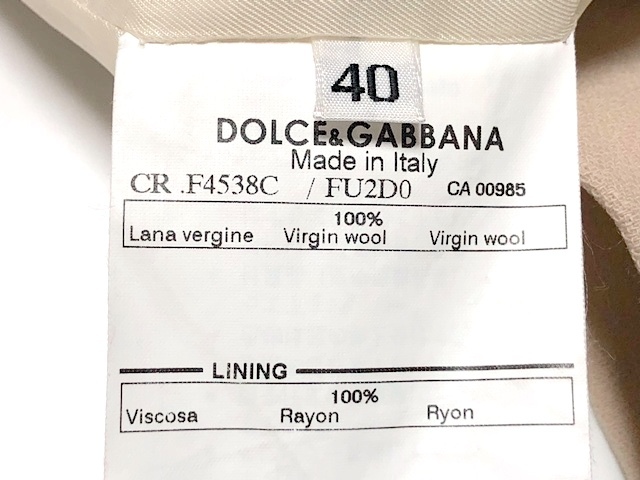 40
DOLCE&GABBANA
Made in Italy
CR .F4538C / FU2D0 CA 00985
100%
Lana vergine Virgin wool Virgin wool
LINING
100%
Viscosa Rayon Ryon